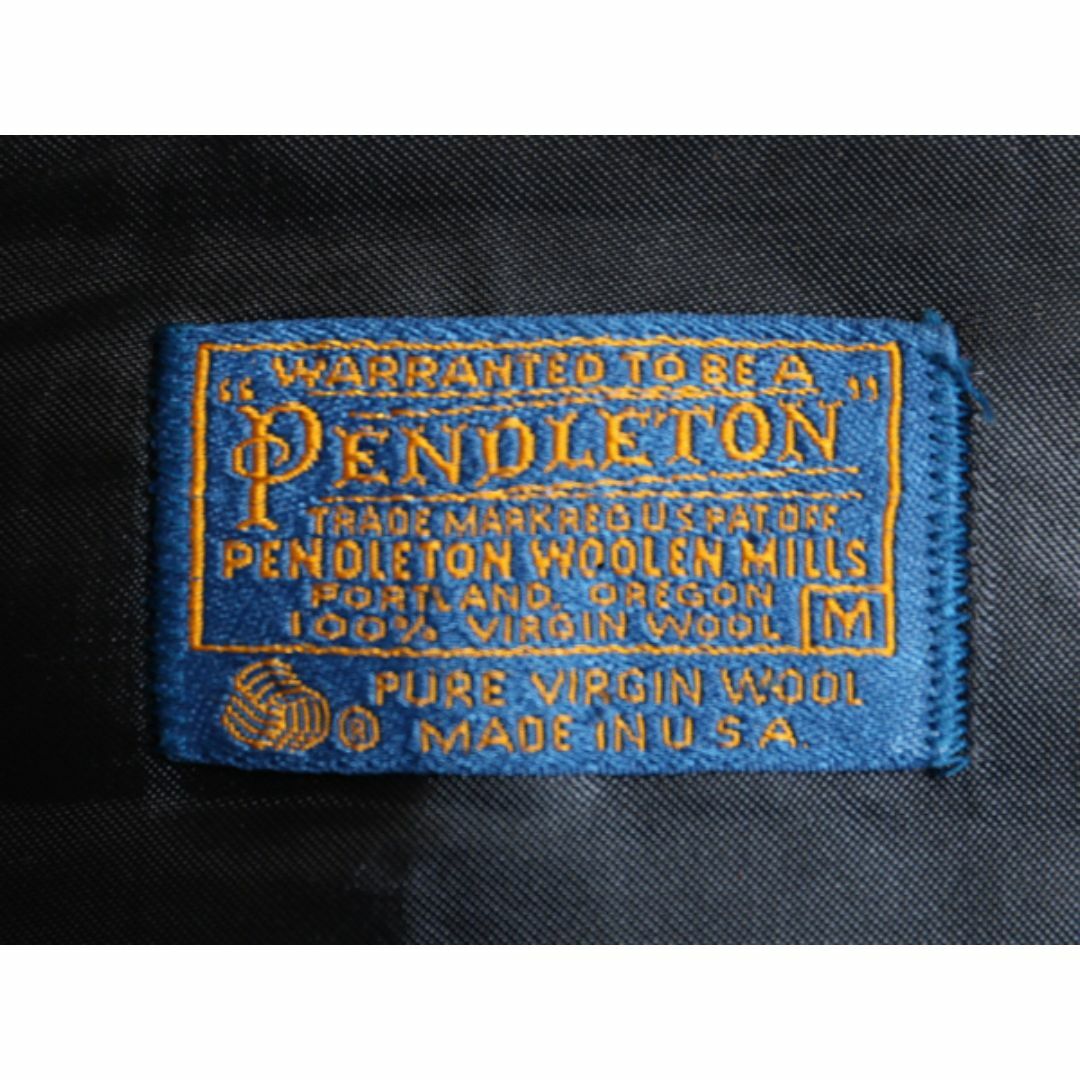 WARRANTED TO BE A
"PENDLETON"
TRADE MARK REG U S PAT OFF.
PENDLETON WOOLEN MILLS
PORTLAND, OREGON
100% VIRGIN WOOL M
® PURE VIRGIN WOOL
MADE IN U.S.A.